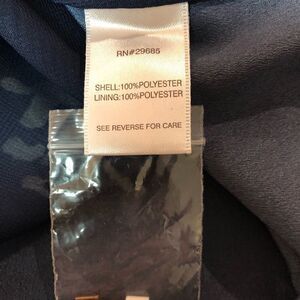 RN#29685
SHELL:100%POLYESTER
LINING:100%POLYESTER
SEE REVERSE FOR CARE